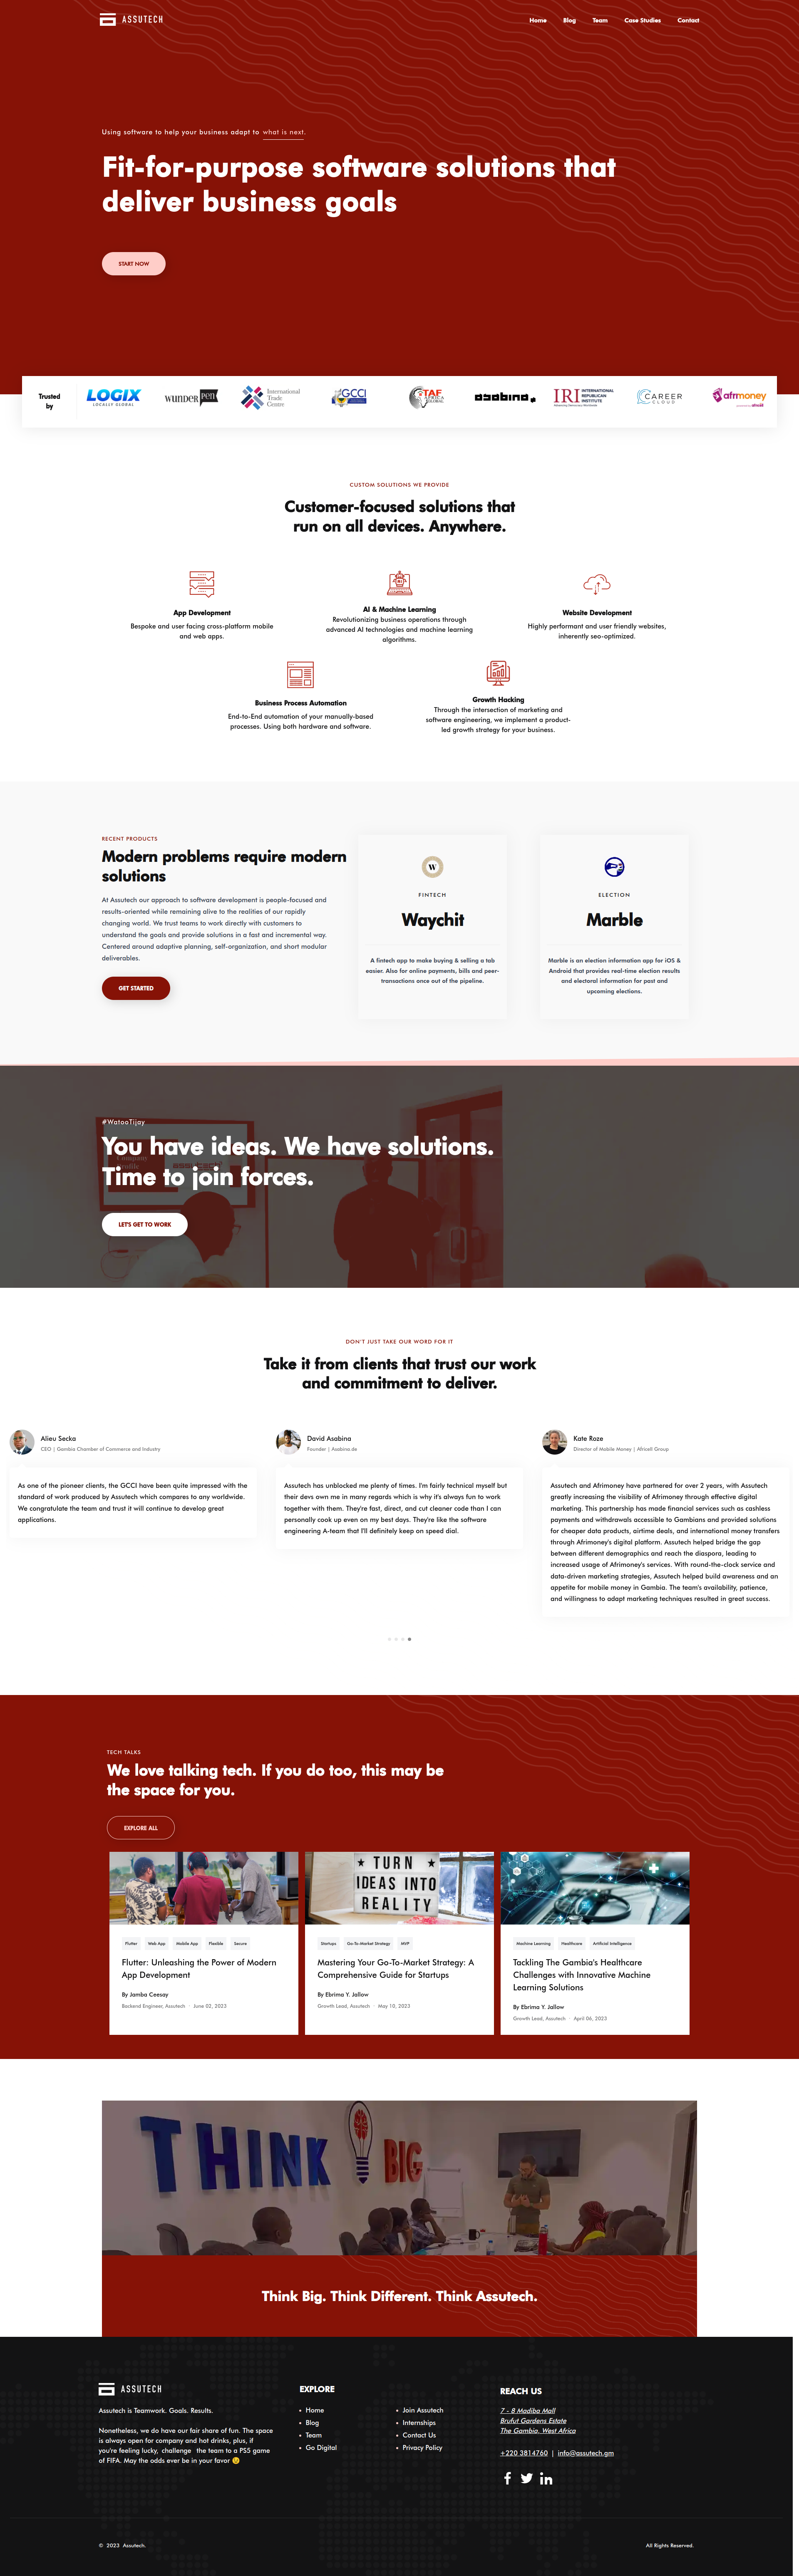 ASSUTECH
Home Blog Team Case Studies Contact
Using software to help your business adapt to what is next.
Fit-for-purpose software solutions that
deliver business goals
START NOW
Trusted
by
LOGIX
LOCALLY GLOBAL
WUNDER pen
International
Trade
Centre
GCCI
TAF
AFRICA
GLOBAL
asabina
IRI INTERNATIONAL
REPUBLICAN
INSTITUTE
CAREER
CLOUD
afrimoney
CUSTOM SOLUTIONS WE PROVIDE
Customer-focused solutions that
run on all devices. Anywhere.
App Development
Bespoke and user facing cross-platform mobile
and web apps.
AI & Machine Learning
Revolutionizing business operations through
advanced AI technologies and machine learning
algorithms.
Website Development
Highly performant and user friendly websites,
inherently seo-optimized.
Business Process Automation
End-to-End automation of your manually-based
processes. Using both hardware and software.
Growth Hacking
Through the intersection of marketing and
software engineering, we implement a product-
led growth strategy for your business.
RECENT PRODUCTS
Modern problems require modern
solutions
At Assutech our approach to software development is people-focused and
results-oriented while remaining alive to the realities of our rapidly
changing world. We trust teams to work directly with customers to
understand the goals and provide solutions in a fast and incremental way.
Centered around adaptive planning, self-organization, and short modular
deliverables.
GET STARTED
W
FINTECH
Waychit
A fintech app to make buying & selling a tab
easier. Also for online payments, bills and peer-
transactions once out of the pipeline.
ELECTION
Marble
Marble is an election information app for iOS &
Android that provides real-time election results
and electoral information for past and
upcoming elections.
#WatooTijay
You have ideas. We have solutions.
Time to join forces.
LET'S GET TO WORK
DON'T JUST TAKE OUR WORD FOR IT
Take it from clients that trust our work
and commitment to deliver.
Alieu Secka
CEO | Gambia Chamber of Commerce and Industry
As one of the pioneer clients, the GCCI have been quite impressed with the
standard of work produced by Assutech which compares to any worldwide.
We congratulate the team and trust it will continue to develop great
applications.
David Asabina
Founder | Asabina.de
Assutech has unblocked me plenty of times. I'm fairly technical myself but
their devs own me in many regards which is why it's always fun to work
together with them. They're fast, direct, and cut cleaner code than I can
personally cook up even on my best days. They're like the software
engineering A-team that I'll definitely keep on speed dial.
Kate Roze
Director of Mobile Money | Africell Group
Assutech and Afrimoney have partnered for over 2 years, with Assutech
greatly increasing the visibility of Afrimoney through effective digital
marketing. This partnership has made financial services such as cashless
payments and withdrawals accessible to Gambians and provided solutions
for cheaper data products, airtime deals, and international money transfers
through Afrimoney's digital platform. Assutech helped bridge the gap
between different demographics and reach the diaspora, leading to
increased usage of Afrimoney's services. With round-the-clock service and
data-driven marketing strategies, Assutech helped build awareness and an
appetite for mobile money in Gambia. The team's availability, patience,
and willingness to adapt marketing techniques resulted in great success.
TECH TALKS
We love talking tech. If you do too, this may be
the space for you.
EXPLORE ALL
Flutter Web App Mobile App Flexible Secure
Flutter: Unleashing the Power of Modern
App Development
By Jamba Ceesay
Backend Engineer, Assutech · June 02, 2023
TURN
IDEAS INTO
REALITY
Startups Go-To-Market Strategy MVP
Mastering Your Go-To-Market Strategy: A
Comprehensive Guide for Startups
By Ebrima Y. Jallow
Growth Lead, Assutech · May 10, 2023
Machine Learning Healthcare Artificial Intelligence
Tackling The Gambia's Healthcare
Challenges with Innovative Machine
Learning Solutions
By Ebrima Y. Jallow
Growth Lead, Assutech · April 06, 2023
THINK BIG
Think Big. Think Different. Think Assutech.
ASSUTECH
Assutech is Teamwork. Goals. Results.
Nonetheless, we do have our fair share of fun. The space
is always open for company and hot drinks, plus, if
you're feeling lucky, challenge the team to a PS5 game
of FIFA. May the odds ever be in your favor 😉
EXPLORE
Home
Blog
Team
Go Digital
Join Assutech
Internships
Contact Us
Privacy Policy
REACH US
7 - 8 Madiba Mall
Brufut Gardens Estate
The Gambia, West Africa
+220 3814760 | info@assutech.gm
© 2023 Assutech.
All Rights Reserved.